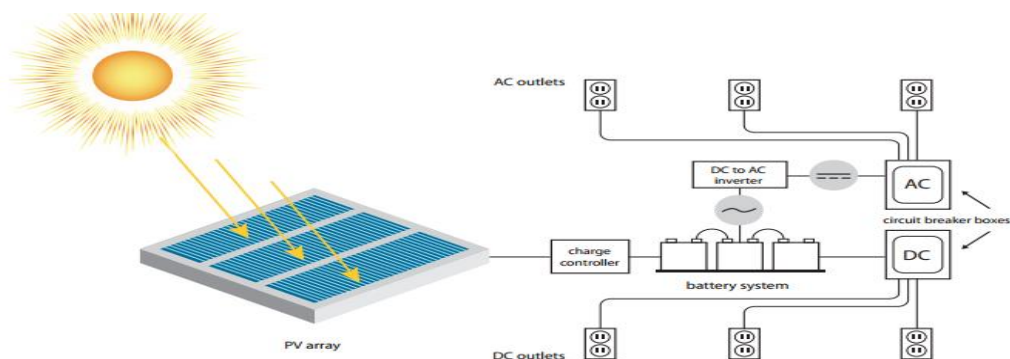 AC outlets
DC to AC
inverter
AC
circuit breaker boxes
charge
controller
DC
battery system
PV array
DC outlets